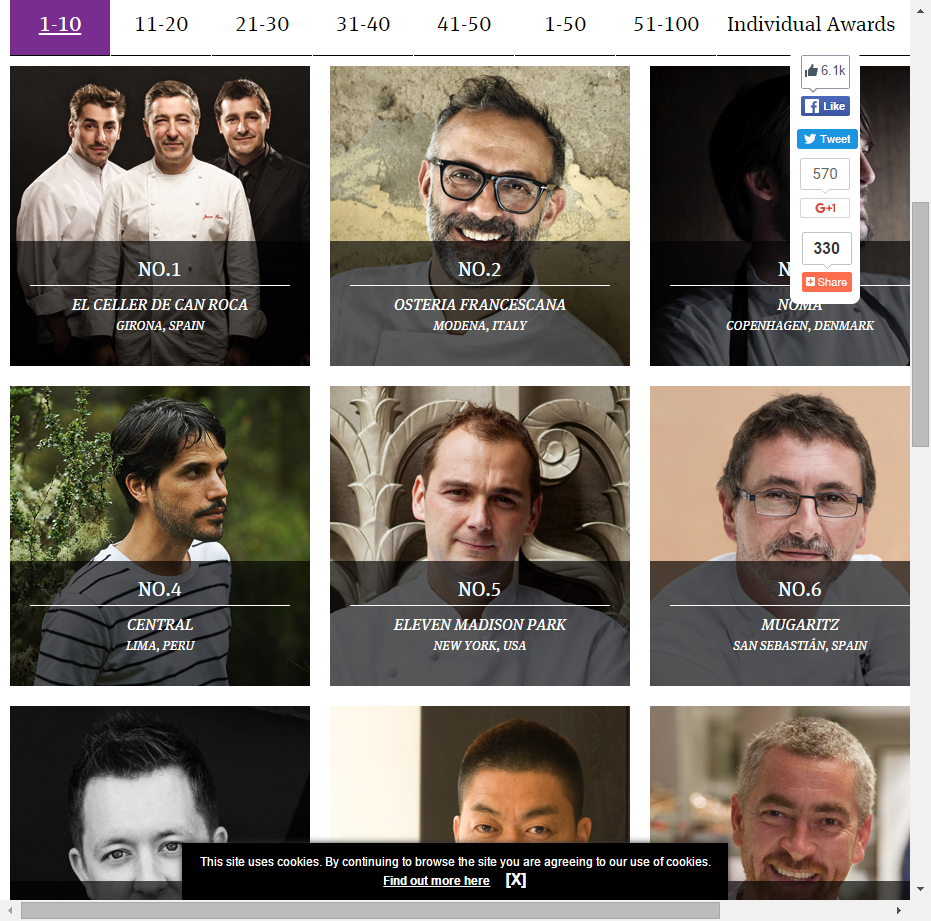 1-10 11-20 21-30 31-40 41-50 1-50 51-100 Individual Awards
6.1k
Like
Tweet
570
G+1
330
Share
NO.1
EL CELLER DE CAN ROCA
GIRONA, SPAIN
NO.2
OSTERIA FRANCESCANA
MODENA, ITALY
NOMA
COPENHAGEN, DENMARK
NO.4
CENTRAL
LIMA, PERU
NO.5
ELEVEN MADISON PARK
NEW YORK, USA
NO.6
MUGARITZ
SAN SEBASTIÁN, SPAIN
This site uses cookies. By continuing to browse the site you are agreeing to our use of cookies.
Find out more here [X]